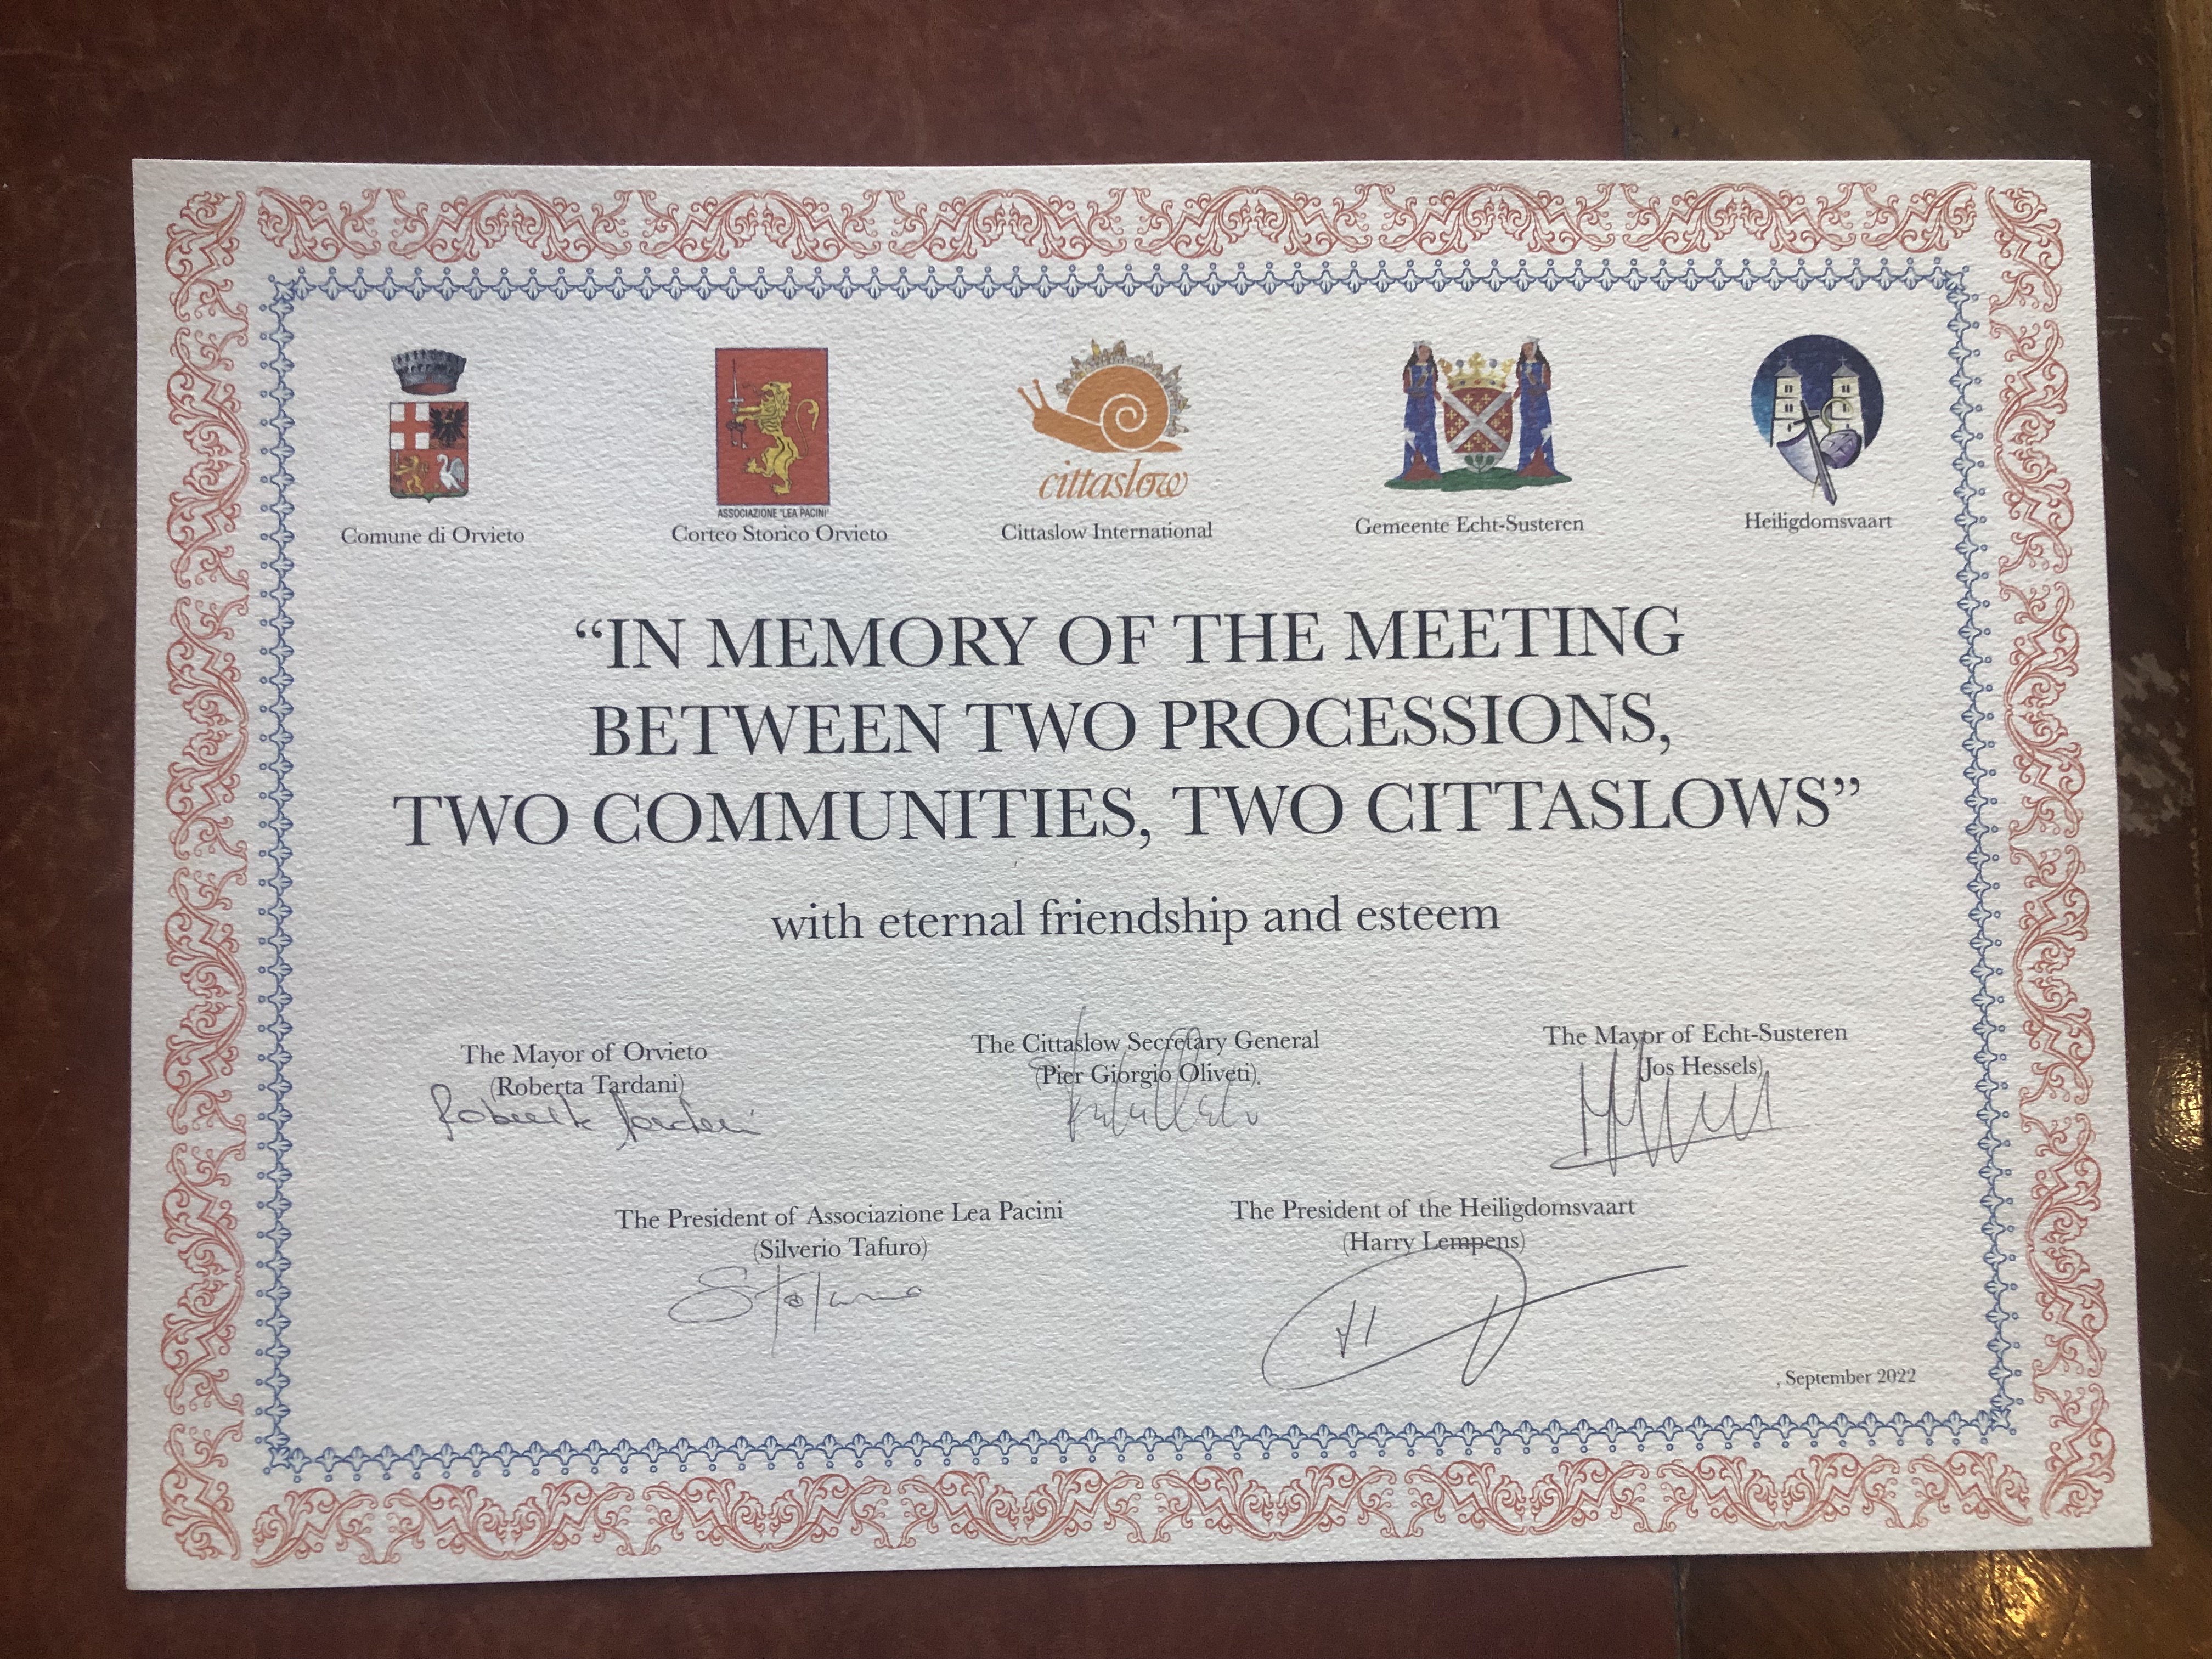 ASSOCIAZIONE "LEA PACINI"
cittaslow
Comune di Orvieto
Corteo Storico Orvieto
Cittaslow International
Gemeente Echt-Susteren
Heiligdomsvaart
“IN MEMORY OF THE MEETING
BETWEEN TWO PROCESSIONS,
TWO COMMUNITIES, TWO CITTASLOWS”
with eternal friendship and esteem
The Mayor of Orvieto
(Roberta Tardani)
Roberta Tardani
The Cittaslow Secretary General
(Pier Giorgio Oliveti)
The Mayor of Echt-Susteren
(Jos Hessels)
The President of Associazione Lea Pacini
(Silverio Tafuro)
S Tafuro
The President of the Heiligdomsvaart
(Harry Lempens)
, September 2022